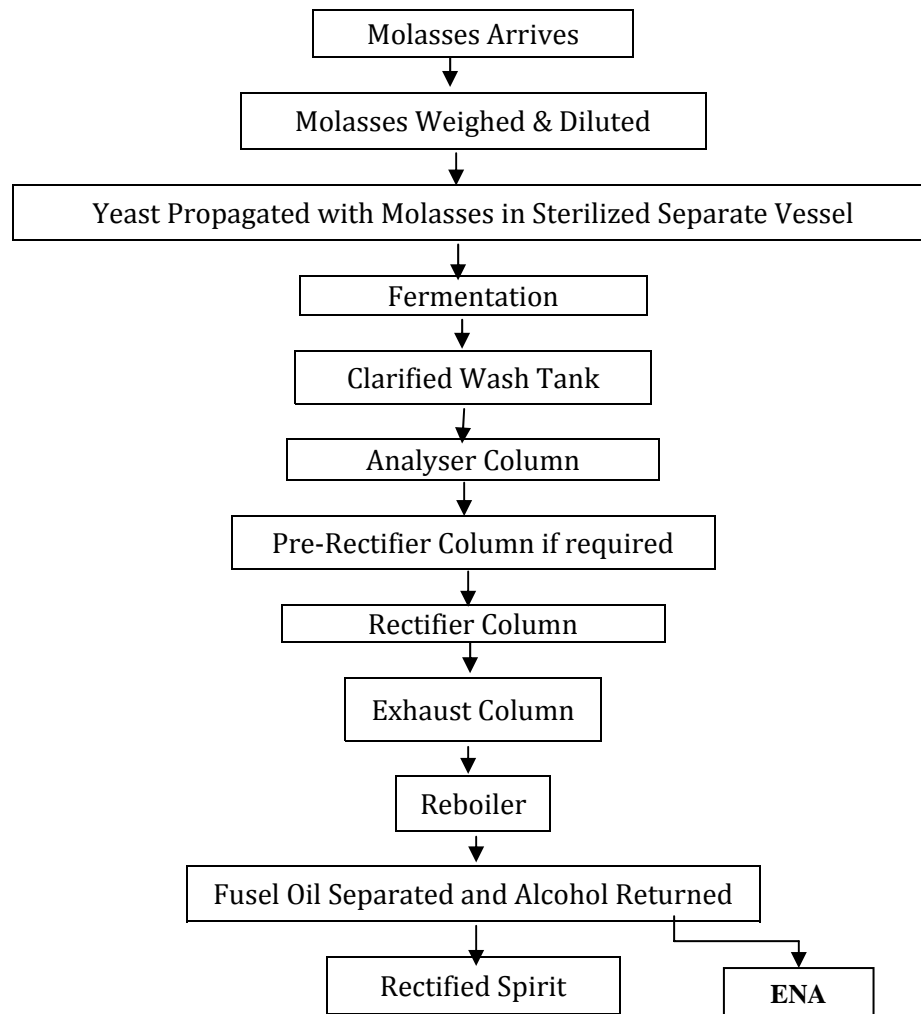 Molasses Arrives
Molasses Weighed & Diluted
Yeast Propagated with Molasses in Sterilized Separate Vessel
Fermentation
Clarified Wash Tank
Analyser Column
Pre-Rectifier Column if required
Rectifier Column
Exhaust Column
Reboiler
Fusel Oil Separated and Alcohol Returned
Rectified Spirit
ENA